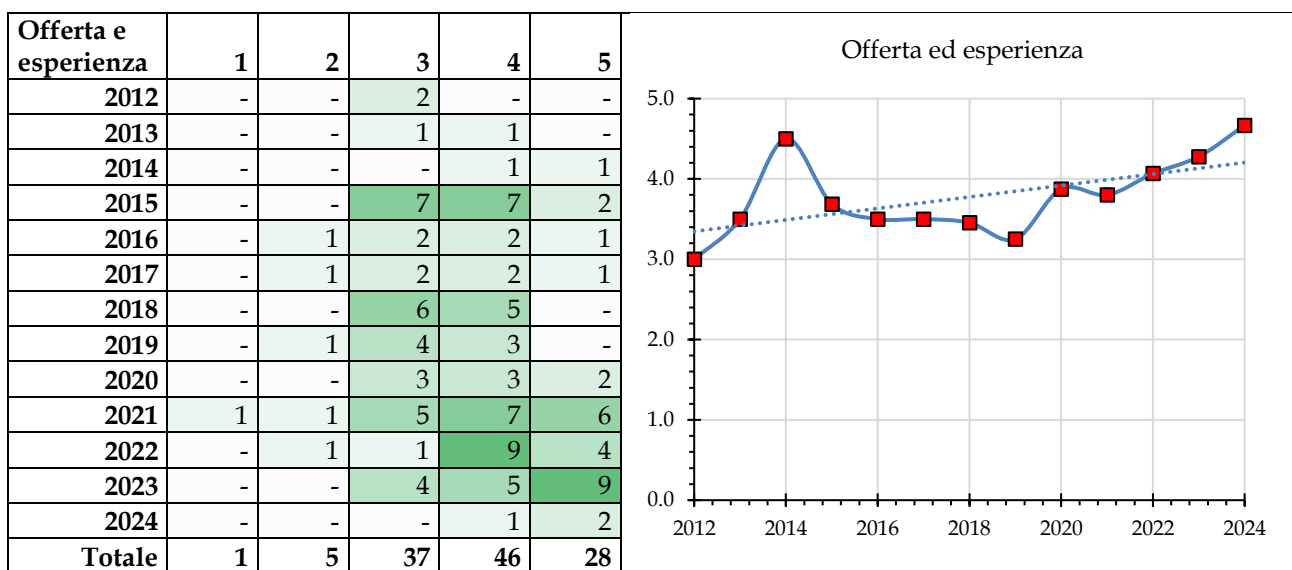 Offerta e
esperienza 1 2 3 4 5
2012 - - 2 - -
2013 - - 1 1 -
2014 - - - 1 1
2015 - - 7 7 2
2016 - 1 2 2 1
2017 - 1 2 2 1
2018 - - 6 5 -
2019 - 1 4 3 -
2020 - - 3 3 2
2021 1 1 5 7 6
2022 - 1 1 9 4
2023 - - 4 5 9
2024 - - - 1 2
Totale 1 5 37 46 28
Offerta ed esperienza
5.0
4.0
3.0
2.0
1.0
0.0
2012 2014 2016 2018 2020 2022 2024